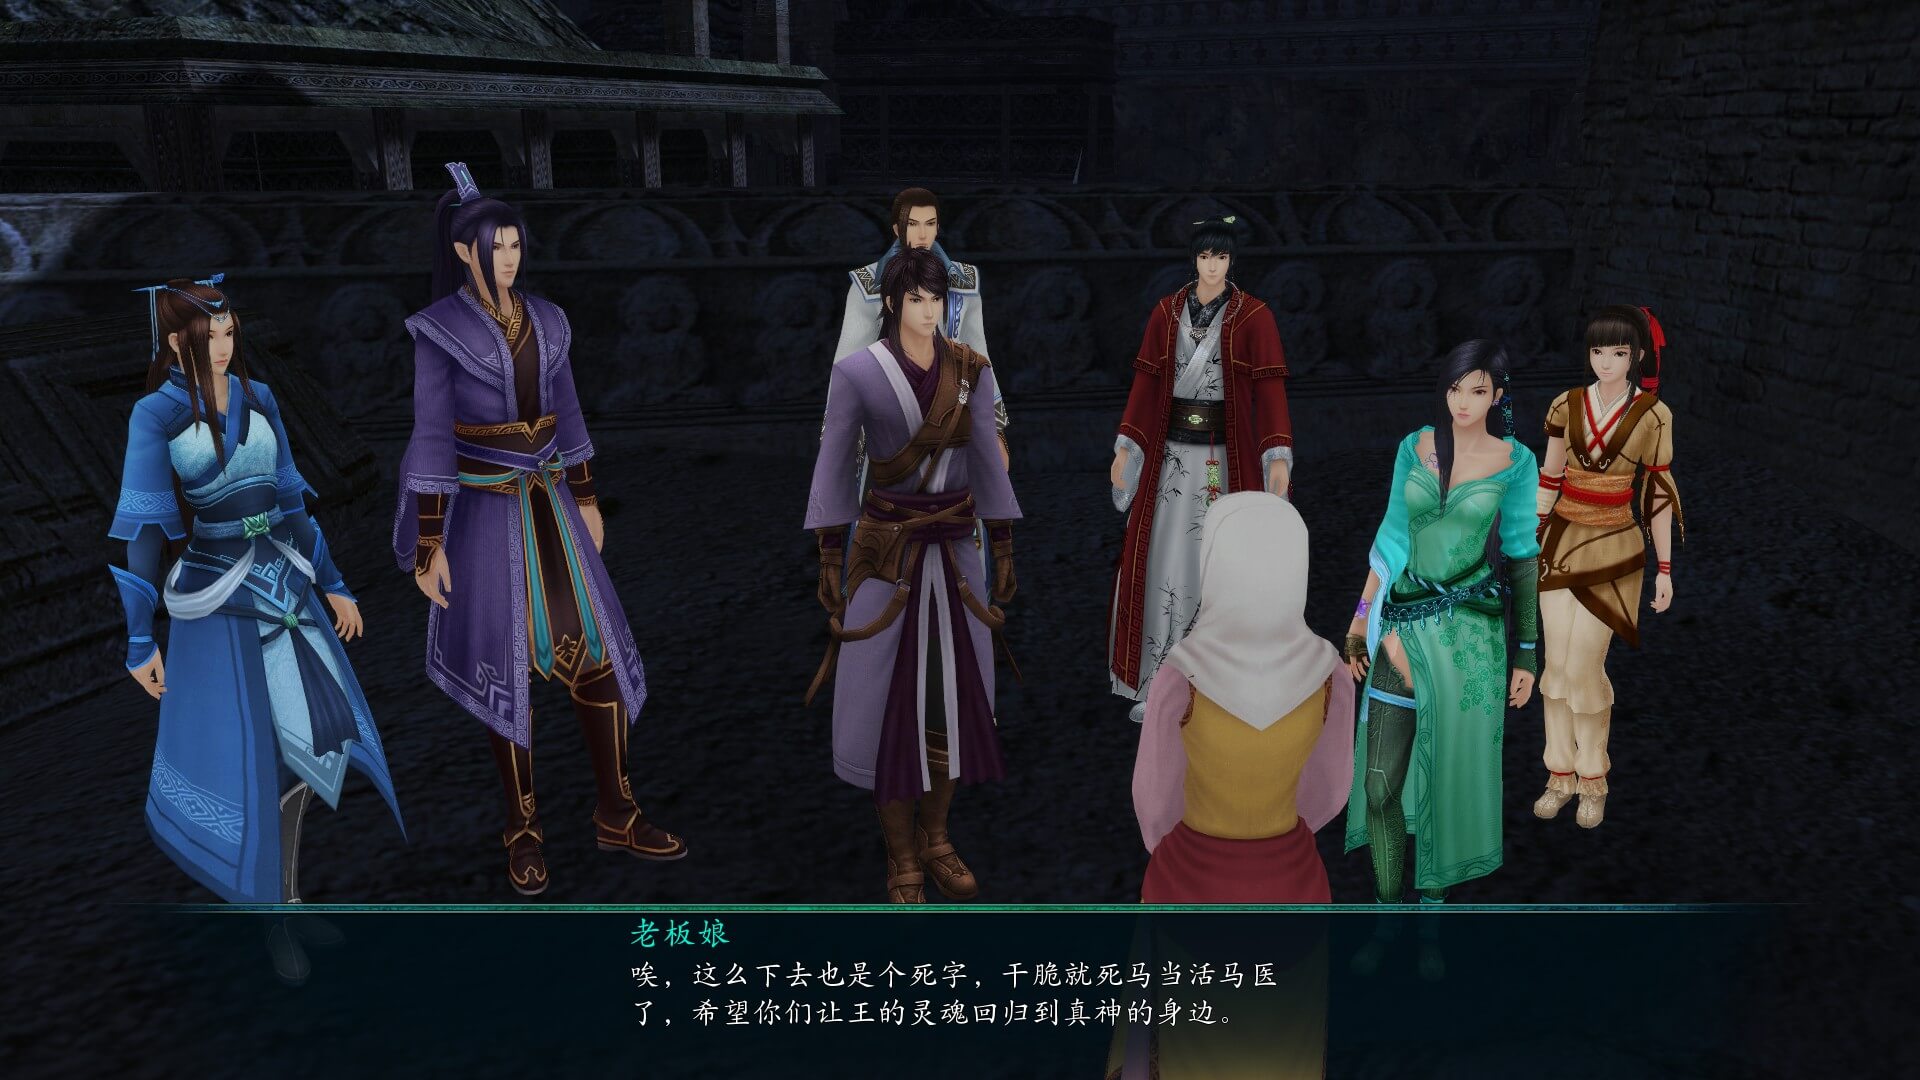 老板娘
唉，这么下去也是个死字，干脆就死马当活马医
了，希望你们让王的灵魂回归到真神的身边。